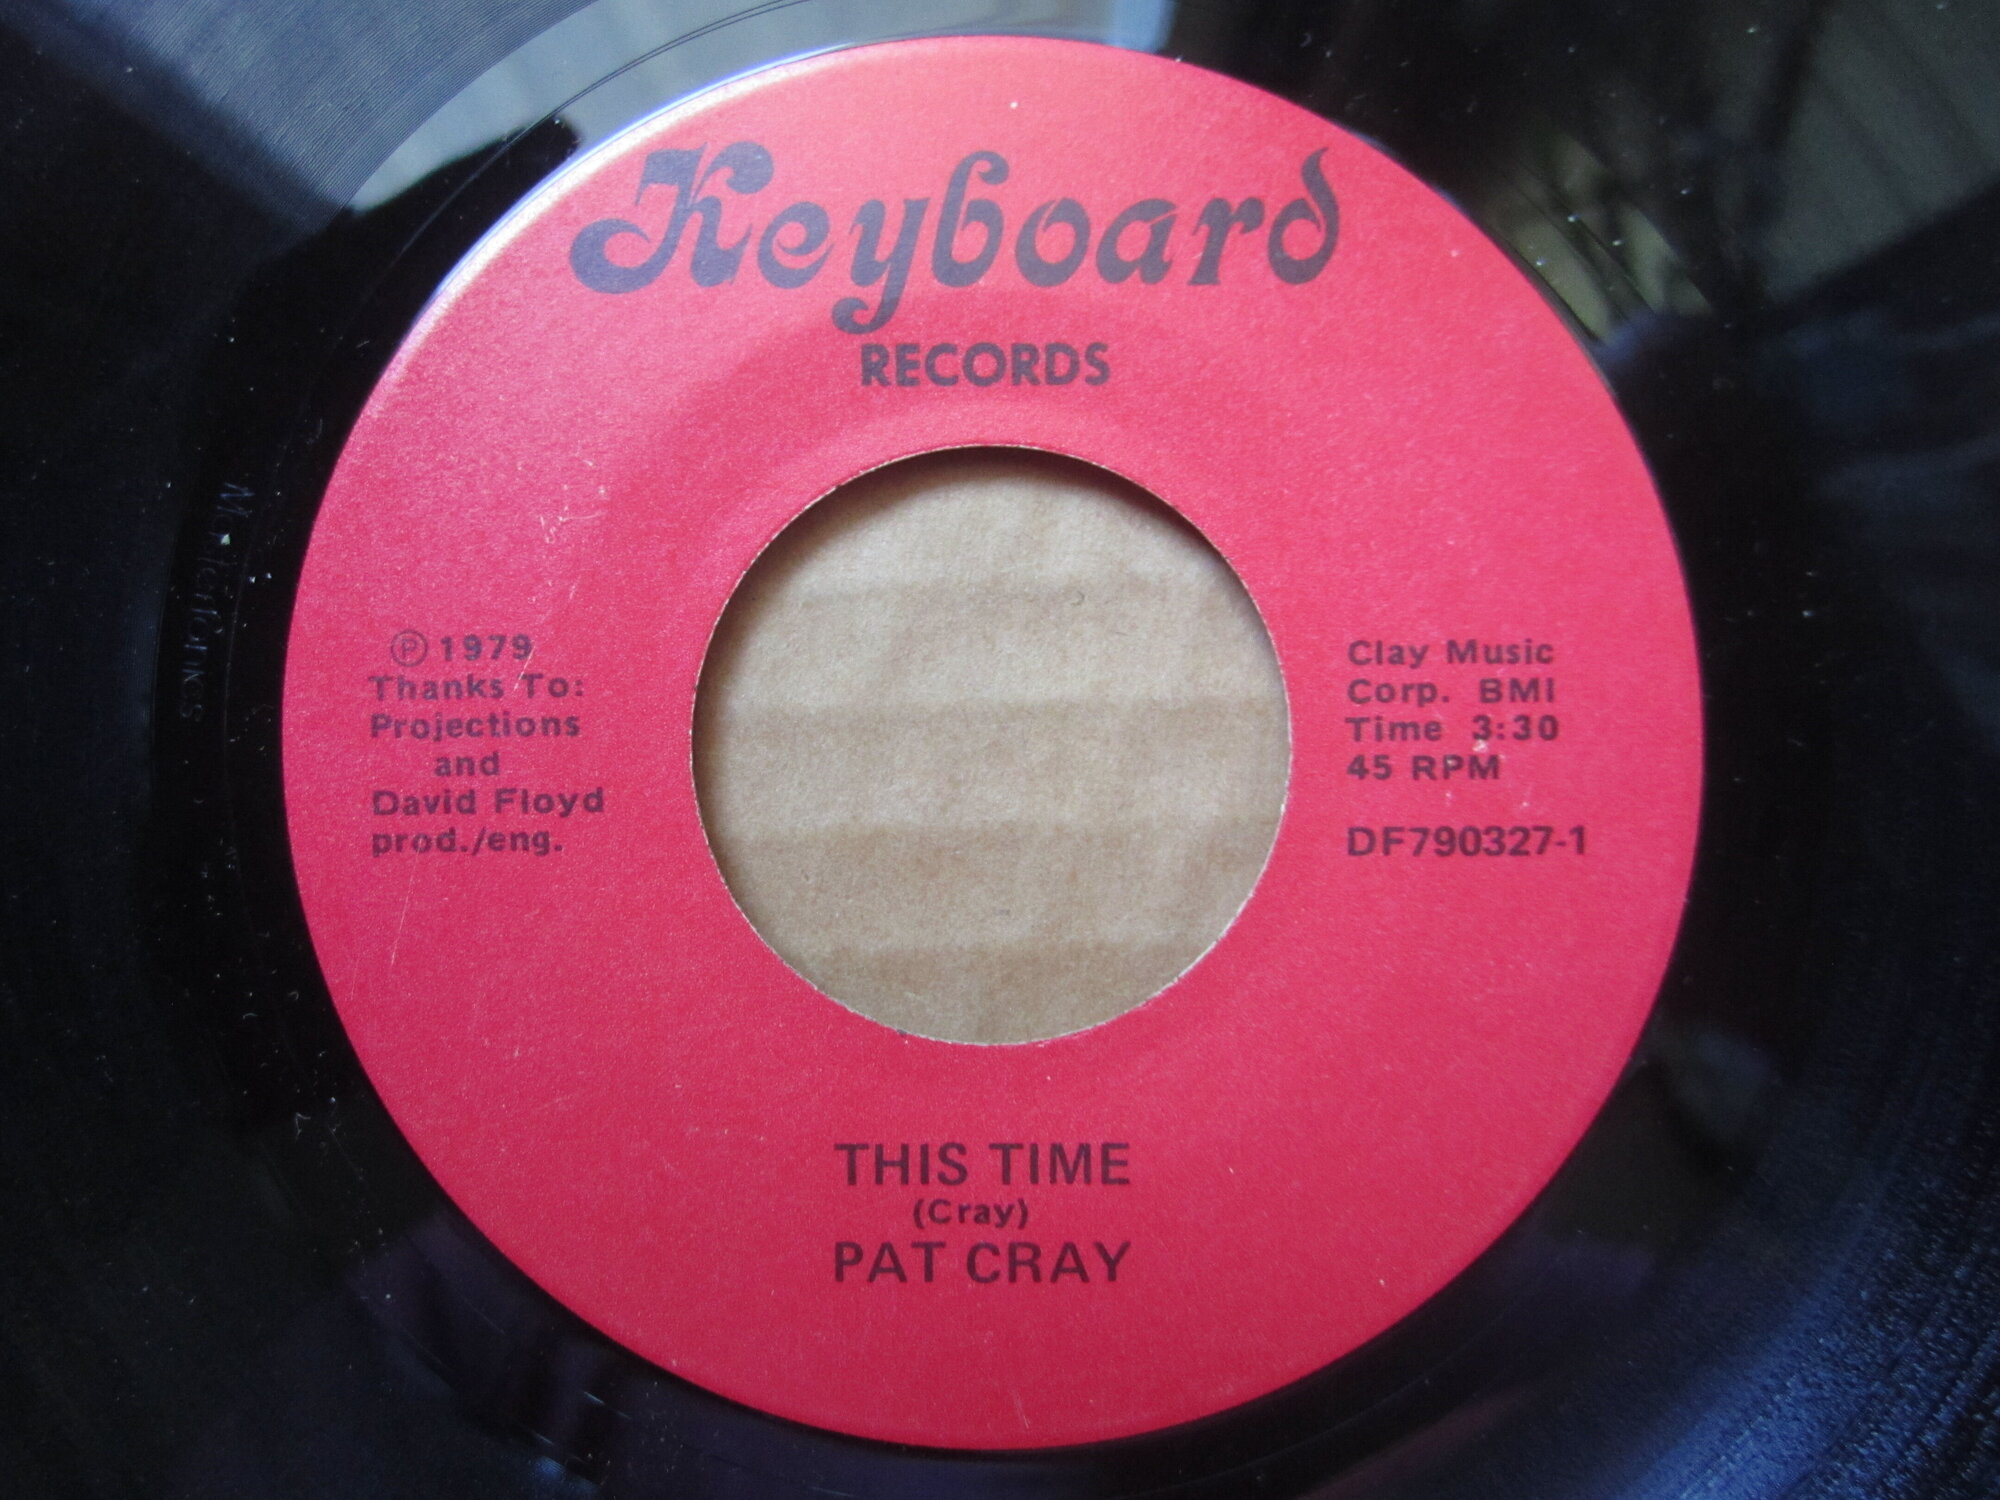 Keyboard
RECORDS
Ⓟ 1979
Thanks To:
Projections
and
David Floyd
prod./eng.
Clay Music
Corp. BMI
Time 3:30
45 RPM
DF790327-1
THIS TIME
(Cray)
PAT CRAY
Masterfonics